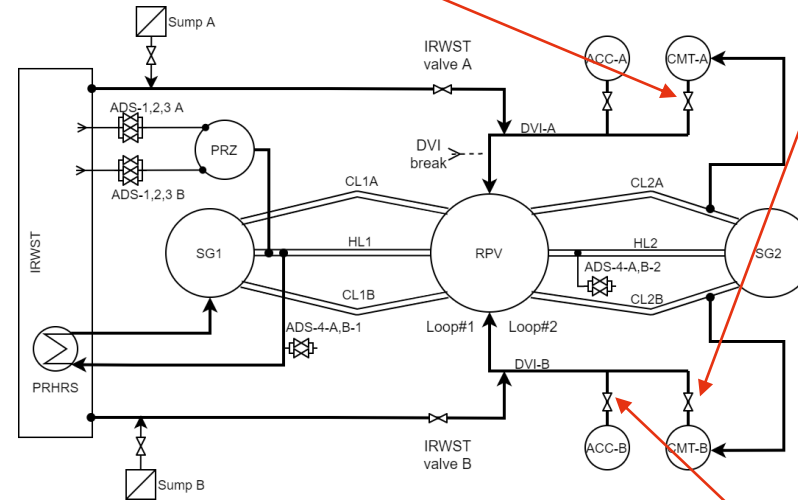 Sump A
IRWST
valve A
ACC-A
CMT-A
ADS-1,2,3 A
DVI-A
PRZ
DVI
break
ADS-1,2,3 B
CL1A
CL2A
IRWST
SG1
HL1
RPV
HL2
SG2
ADS-4-A,B-2
CL1B
CL2B
ADS-4-A,B-1
Loop#1
Loop#2
PRHRS
DVI-B
IRWST
valve B
ACC-B
CMT-B
Sump B